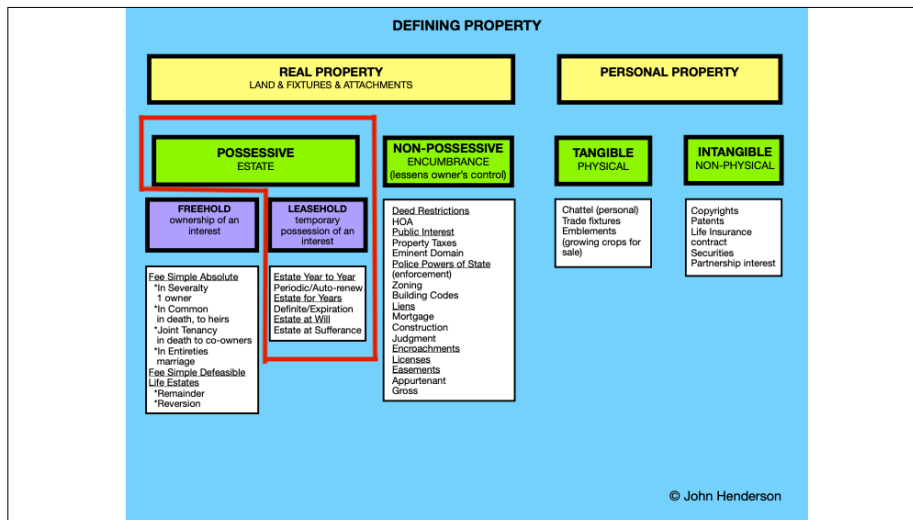 DEFINING PROPERTY
REAL PROPERTY
LAND & FIXTURES & ATTACHMENTS
PERSONAL PROPERTY
POSSESSIVE
ESTATE
NON-POSSESSIVE
ENCUMBRANCE
(lessens owner's control)
TANGIBLE
PHYSICAL
INTANGIBLE
NON-PHYSICAL
FREEHOLD
ownership of an
interest
LEASEHOLD
temporary
possession of an
interest
Fee Simple Absolute
*In Severalty
1 owner
*In Common
in death, to heirs
*Joint Tenancy
in death to co-owners
*In Entireties
marriage
Fee Simple Defeasible
Life Estates
*Remainder
*Reversion
Estate Year to Year
Periodic/Auto-renew
Estate for Years
Definite/Expiration
Estate at Will
Estate at Sufferance
Deed Restrictions
HOA
Public Interest
Property Taxes
Eminent Domain
Police Powers of State
(enforcement)
Zoning
Building Codes
Liens
Mortgage
Construction
Judgment
Encroachments
Licenses
Easements
Appurtenant
Gross
Chattel (personal)
Trade fixtures
Emblements
(growing crops for
sale)
Copyrights
Patents
Life Insurance
contract
Securities
Partnership interest
© John Henderson